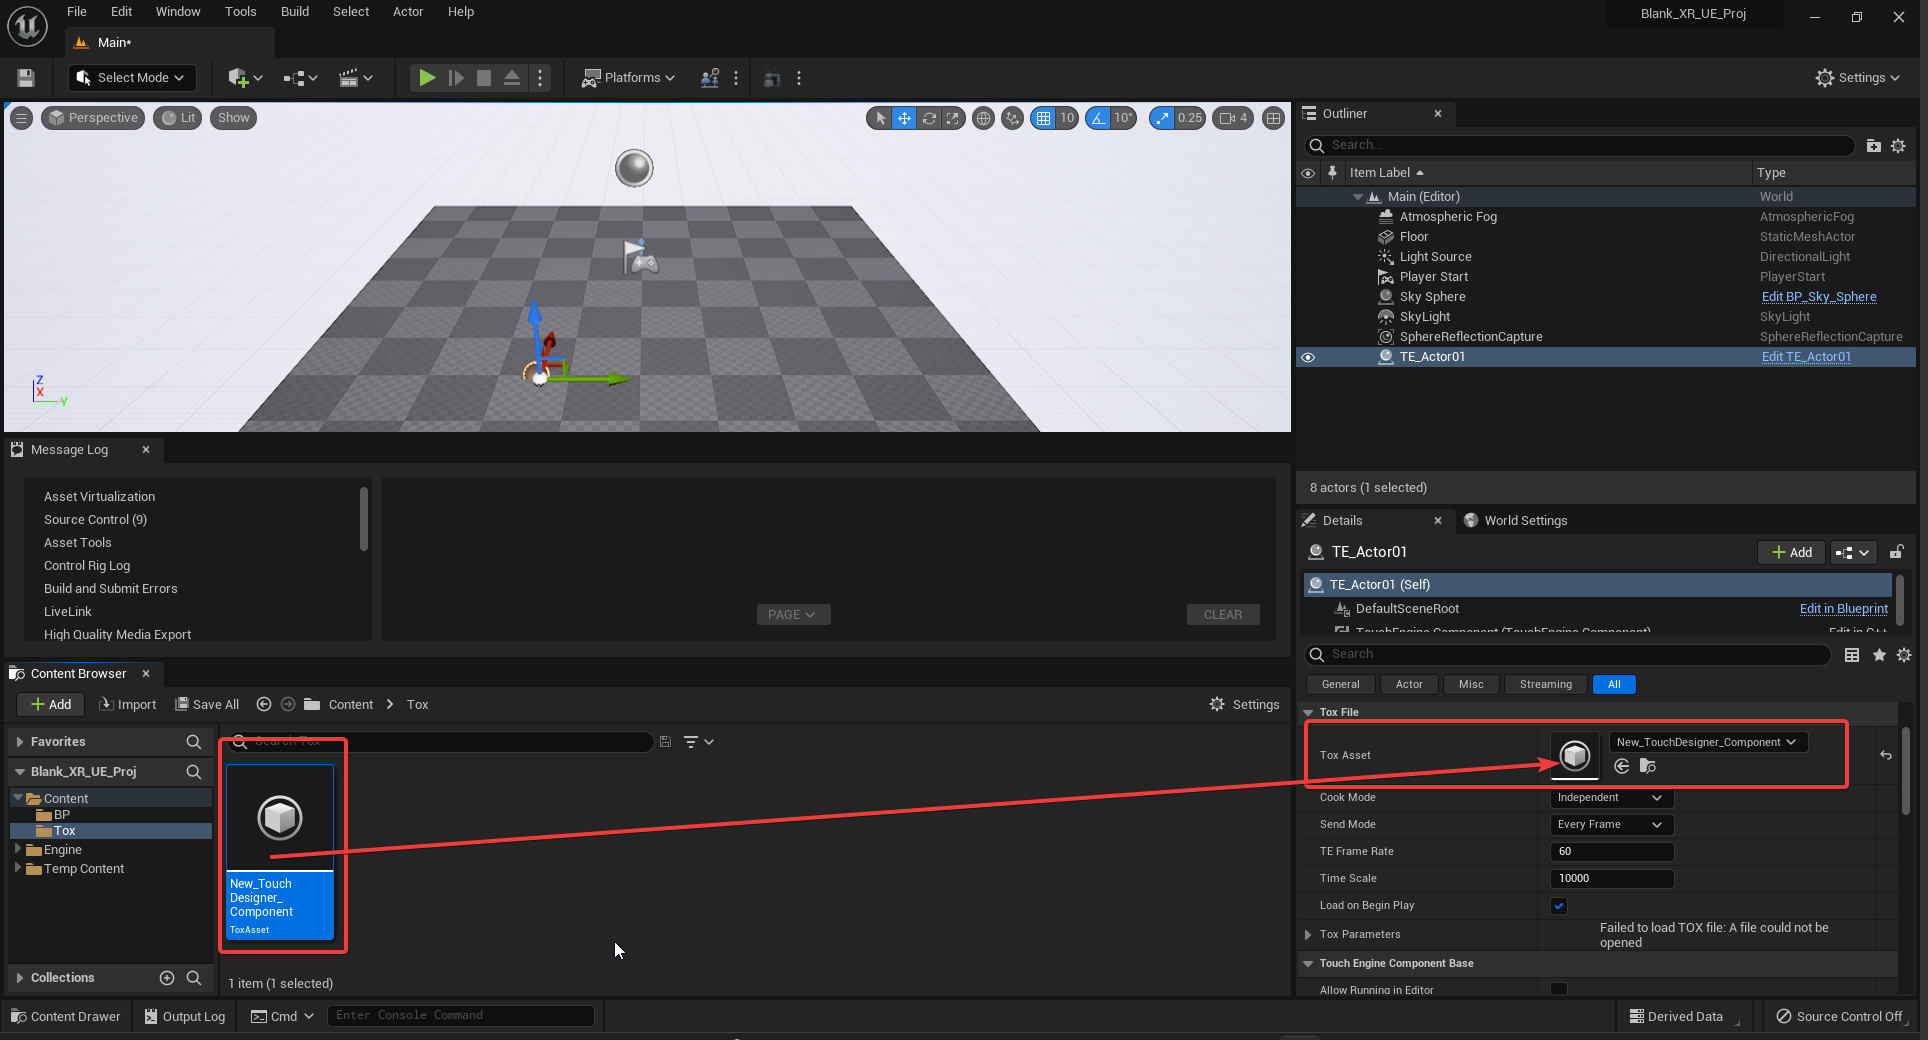 File Edit Window Tools Build Select Actor Help
Blank_XR_UE_Proj
Main*
Select Mode
Platforms
Settings
Perspective Lit Show
10 10° 0.25 4
Z
X
Y
Outliner
Search...
Item Label Type
Main (Editor) World
Atmospheric Fog AtmosphericFog
Floor StaticMeshActor
Light Source DirectionalLight
Player Start PlayerStart
Sky Sphere Edit BP_Sky_Sphere
SkyLight SkyLight
SphereReflectionCapture SphereReflectionCapture
TE_Actor01 Edit TE_Actor01
8 actors (1 selected)
Message Log
Asset Virtualization
Source Control (9)
Asset Tools
Control Rig Log
Build and Submit Errors
LiveLink
High Quality Media Export
PAGE
CLEAR
Details World Settings
TE_Actor01
Add
TE_Actor01 (Self)
DefaultSceneRoot Edit in Blueprint
TouchEngine Component (TouchEngine Component) Edit in C++
Search
General Actor Misc Streaming All
Tox File
Tox Asset New_TouchDesigner_Component
Cook Mode Independent
Send Mode Every Frame
TE Frame Rate 60
Time Scale 10000
Load on Begin Play
Tox Parameters Failed to load TOX file: A file could not be
opened
Touch Engine Component Base
Allow Running in Editor
Content Browser
Add Import Save All Content Tox Settings
Favorites
Search Tox
Blank_XR_UE_Proj
Content
BP
Tox
Engine
Temp Content
Collections
New_Touch
Designer_
Component
ToxAsset
1 item (1 selected)
Content Drawer Output Log Cmd Enter Console Command Derived Data Source Control Off